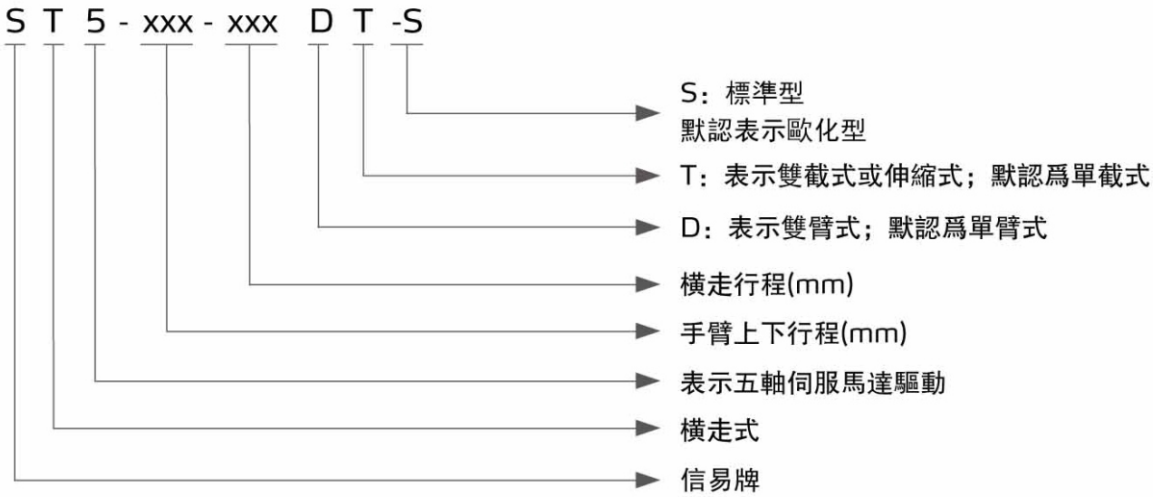 S T 5 - xxx - xxx D T -S
S：標準型
默認表示歐化型
T：表示雙截式或伸縮式；默認爲單截式
D：表示雙臂式；默認爲單臂式
橫走行程(mm)
手臂上下行程(mm)
表示五軸伺服馬達驅動
橫走式
信易牌